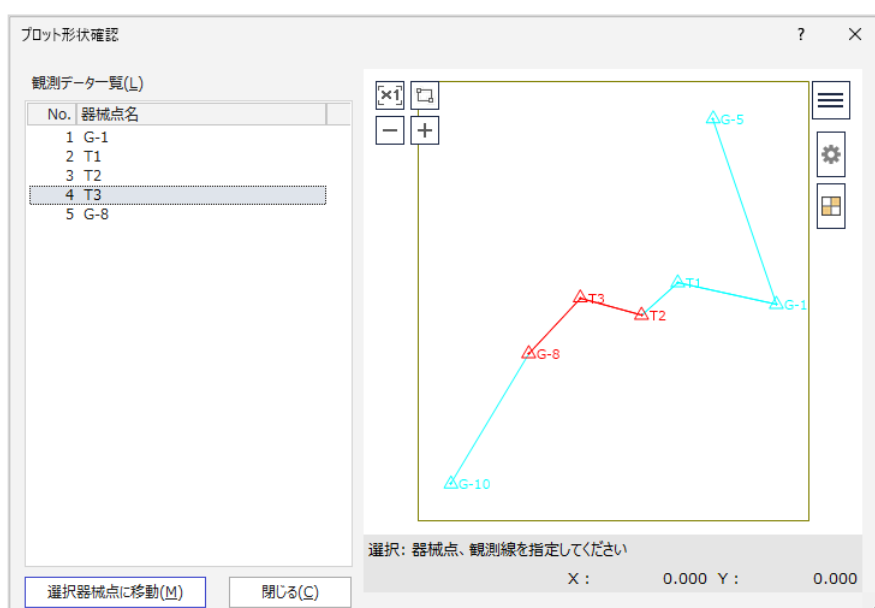 プロット形状確認
? ×
観測データ一覧(L)
No. 器械点名
1 G-1
2 T1
3 T2
4 T3
5 G-8
×1
G-5
T1
T3
G-1
T2
G-8
G-10
選択: 器械点、観測線を指定してください
X : 0.000 Y : 0.000
選択器械点に移動(M)
閉じる(C)